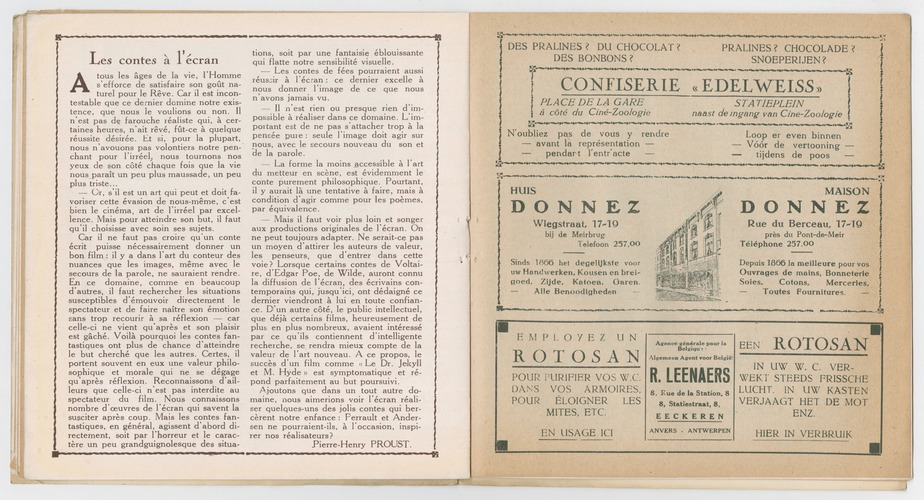 Les contes à l'écran
A tous les âges de la vie, l'Homme
s'efforce de satisfaire son goût na-
turel pour le Rêve. Car il est incon-
testable que ce dernier domine notre exis-
tence, que nous le voulions ou non. Il
n'est pas de farouche réaliste qui, à cer-
taines heures, n'ait rêvé, fût-ce à quelque
réussite désirée. Et si, pour la plupart,
nous n'avouons pas volontiers notre pen-
chant pour l'irréel, nous tournons nos
yeux de son côté chaque fois que la vie
nous paraît un peu plus maussade, un peu
plus triste...
— Or, s'il est un art qui peut et doit fa-
voriser cette évasion de nous-même, c'est
bien le cinéma, art de l'irréel par excel-
lence. Mais pour atteindre son but, il faut
qu'il choisisse avec soin ses sujets.
Car il ne faut pas croire qu'un conte
écrit puisse nécessairement donner un
bon film: il y a dans l'art du conteur des
nuances que les images, même avec le
secours de la parole, ne sauraient rendre.
En ce domaine, comme en beaucoup
d'autres, il faut rechercher les situations
susceptibles d'émouvoir directement le
spectateur et de faire naître son émotion
sans trop recourir à sa réflexion — car
celle-ci ne vient qu'après et son plaisir
est gâché. Voilà pourquoi les contes fan-
tastiques ont plus de chance d'atteindre
le but cherché que les autres. Certes, il
portent souvent en eux une valeur philo-
sophique et morale qui ne se dégage
qu'après réflexion. Reconnaissons d'ail-
leurs que celle-ci n'est pas interdite au
spectateur du film. Nous connaissons
nombre d'œuvres de l'écran qui savent la
susciter après coup. Mais les contes fan-
tastiques, en général, agissent d'abord di-
rectement, soit par l'horreur et le carac-
tère un peu grandguignolesque des situa-
tions, soit par une fantaisie éblouissante
qui flatte notre sensibilité visuelle.
— Les contes de fées pourraient aussi
réussir à l'écran: ce dernier excelle à
nous donner l'image de ce que nous
n'avons jamais vu.
— Il n'est rien ou presque rien d'im-
possible à réaliser dans ce domaine. L'im-
portant est de ne pas s'attacher trop à la
pensée pure: seule l'image doit agir sur
nous, avec le secours nouveau du son et
de la parole.
— La forme la moins accessible à l'art
du metteur en scène, est évidemment le
conte purement philosophique. Pourtant,
il y aurait là une tentative à faire, mais à
condition d'agir comme pour les poèmes,
par équivalence.
— Mais il faut voir plus loin et songer
aux productions originales de l'écran. On
ne peut toujours adapter. Ne serait-ce pas
un moyen d'attirer les auteurs de valeur,
les penseurs, que d'entrer dans cette
voie? Lorsque certains contes de Voltai-
re, d'Edgar Poe, de Wilde, auront connu
la diffusion de l'écran, des écrivains con-
temporains qui, jusqu'ici, ont dédaigné ce
dernier viendront à lui en toute confian-
ce. D'un autre côté, le public intellectuel,
que déjà certains films, heureusement de
plus en plus nombreux, avaient intéressé
par ce qu'ils contiennent d'intelligente
recherche, se rendra mieux compte de la
valeur de l'art nouveau. A ce propos, le
succès d'un film comme «Le Dr. Jekyll
et M. Hyde» est symptomatique et ré-
pond parfaitement au but poursuivi.
Ajoutons que dans un tout autre do-
maine, nous aimerions voir l'écran réali-
ser quelques-uns des jolis contes qui ber-
cèrent notre enfance: Perrault et Ander-
sen ne pourraient-ils, à l'occasion, inspi-
rer nos réalisateurs?
Pierre-Henry PROUST.
DES PRALINES? DU CHOCOLAT?
DES BONBONS?
PRALINES? CHOCOLADE?
SNOEPERIJEN?
CONFISERIE «EDELWEISS»
PLACE DE LA GARE
à côté du Ciné-Zoologie
STATIEPLEIN
naast de ingang van Ciné-Zoologie
N'oubliez pas de vous y rendre
— avant la représentation —
— pendant l'entr'acte —
Loop er even binnen
— Vóór de vertooning —
— tijdens de poos —
HUIS
DONNEZ
Wiegstraat, 17-19
bij de Meirbrug
Telefoon 257.00
Sinds 1866 het degelijkste voor
uw Handwerken, Kousen en brei-
goed, Zijde, Katoen, Garen.
— Alle Benoodigheden —
MAISON
DONNEZ
Rue du Berceau, 17-19
près du Pont-de-Meir
Téléphone 257.00
Depuis 1866 la meilleure pour vos
Ouvrages de mains, Bonneterie
Soies, Cotons, Merceries,
— Toutes Fournitures. —
EMPLOYEZ UN
ROTOSAN
POUR PURIFIER VOS W.C.
DANS VOS ARMOIRES,
POUR ÉLOIGNER LES
MITES, ETC.
EN USAGE ICI
Agence générale pour la
Belgique:
Algemeen Agent voor België
R. LEENAERS
8, Rue de la Station, 8
8, Statiestraat, 8,
EECKEREN
ANVERS - ANTWERPEN
EEN ROTOSAN
IN UW W. C. VER-
WEKT STEEDS FRISSCHE
LUCHT. IN UW KASTEN
VERJAAGT HET DE MOT
ENZ.
HIER IN VERBRUIK